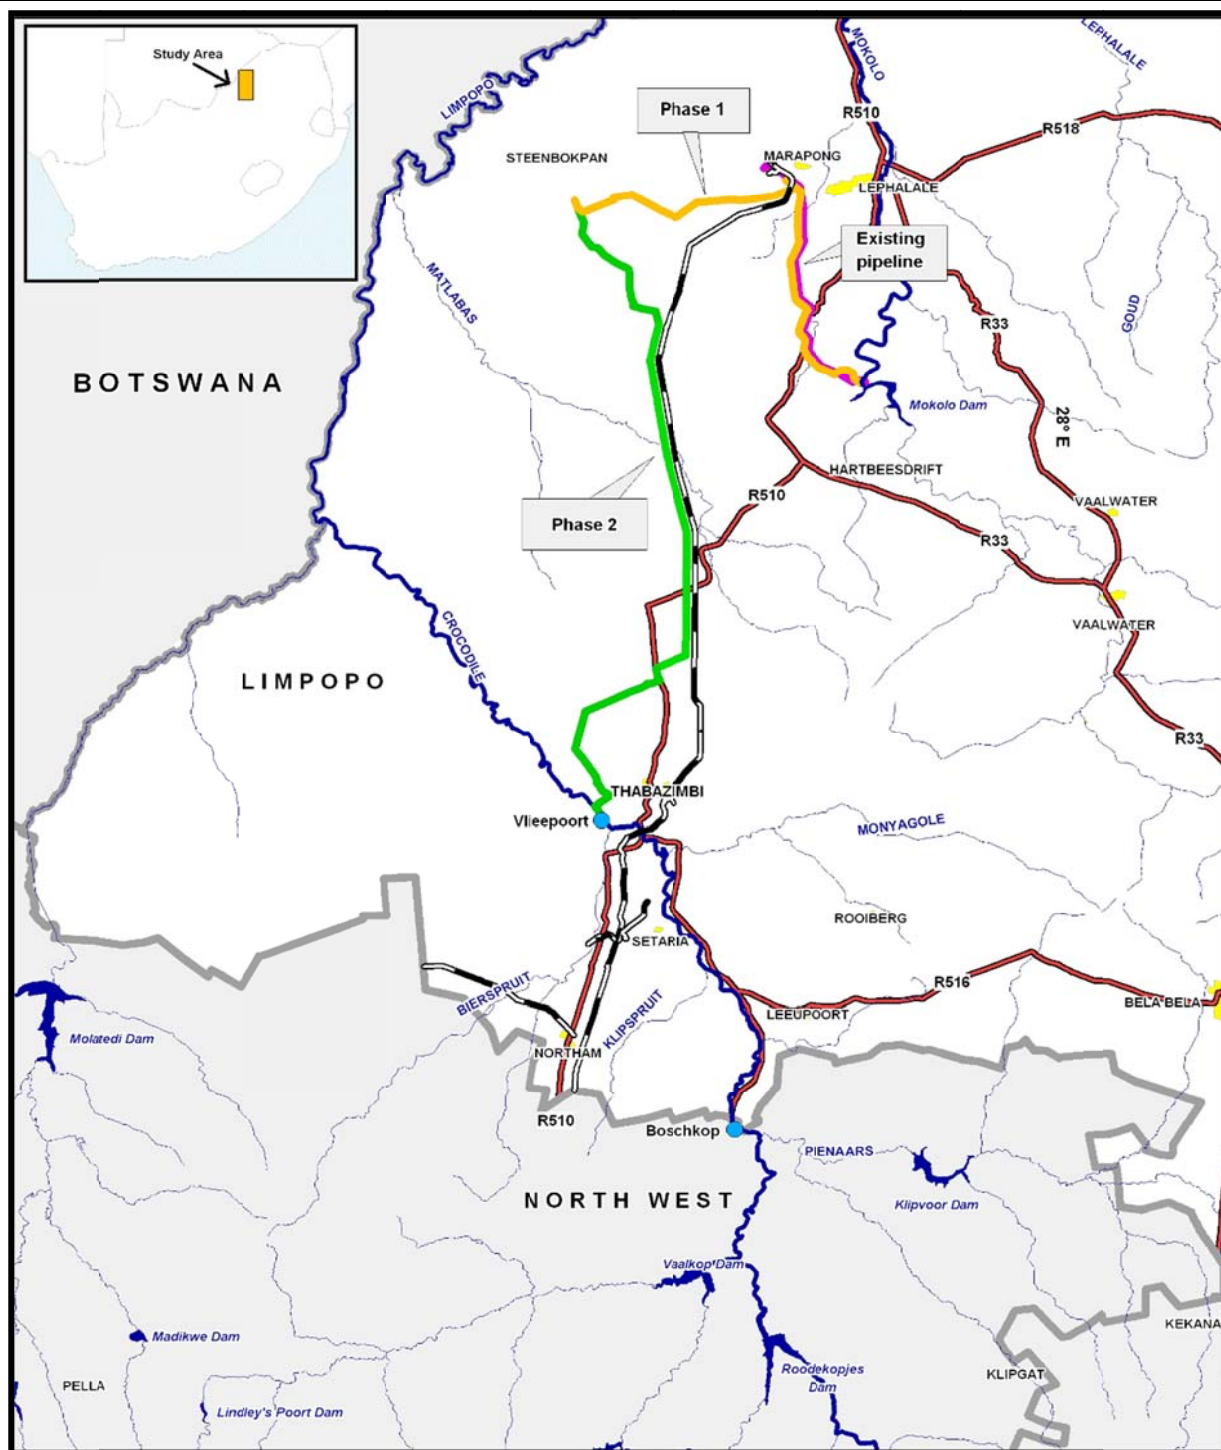 Study Area
LIMPOPO
MOKOLO
LEPHALALE
Phase 1
R510
R518
STEENBOKPAN
MARAPONG
LEPHALALE
Existing
pipeline
MATLABAS
GOUD
R33
BOTSWANA
Mokolo Dam
28° E
HARTBEESDRIFT
R510
VAALWATER
Phase 2
R33
CROCODILE
VAALWATER
LIMPOPO
R33
THABAZIMBI
Vlieepoort
MONYAGOLE
ROOIBERG
SETARIA
R516
BIERSPRUIT
KLIPSPRUIT
LEEUPOORT
BELA BELA
Molatedi Dam
NORTHAM
R510
Boschkop
PIENAARS
NORTH WEST
Klipvoor Dam
Vaalkop Dam
KEKANA
Madikwe Dam
Roodekopjes
Dam
KLIPGAT
PELLA
Lindley's Poort Dam